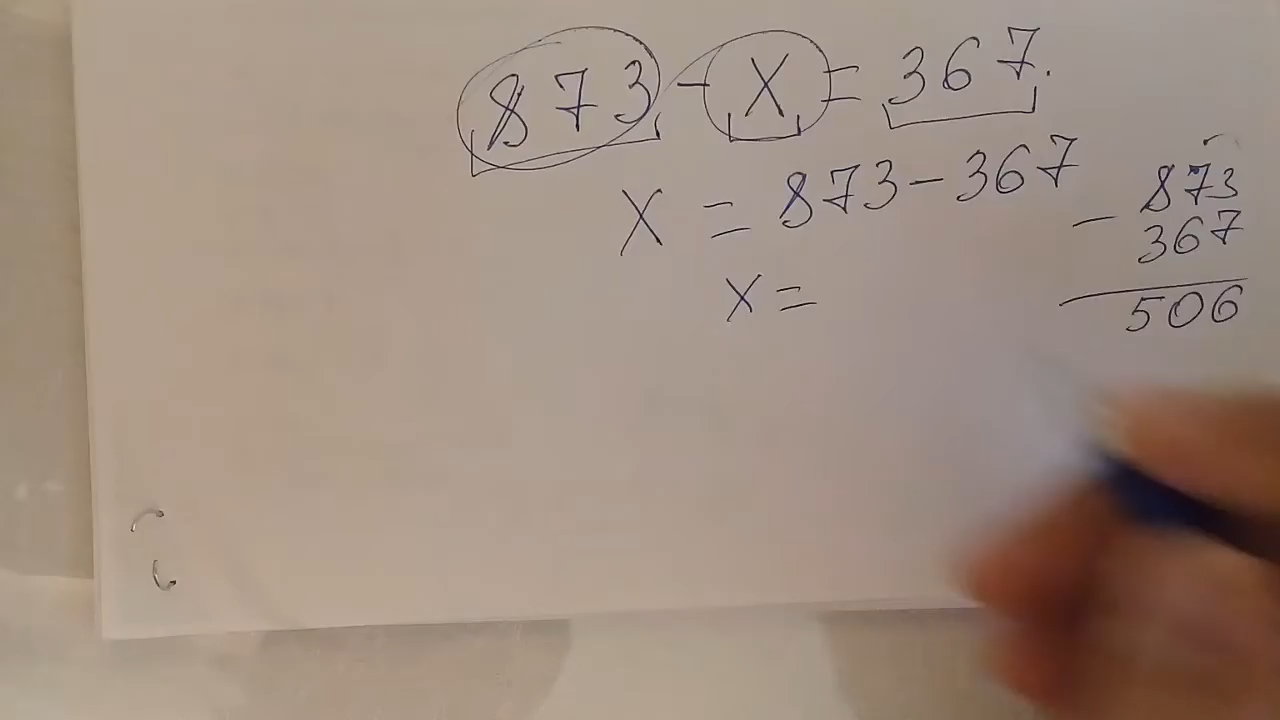 873 - X = 367.
X = 873 - 367
X =
873
- 367
506